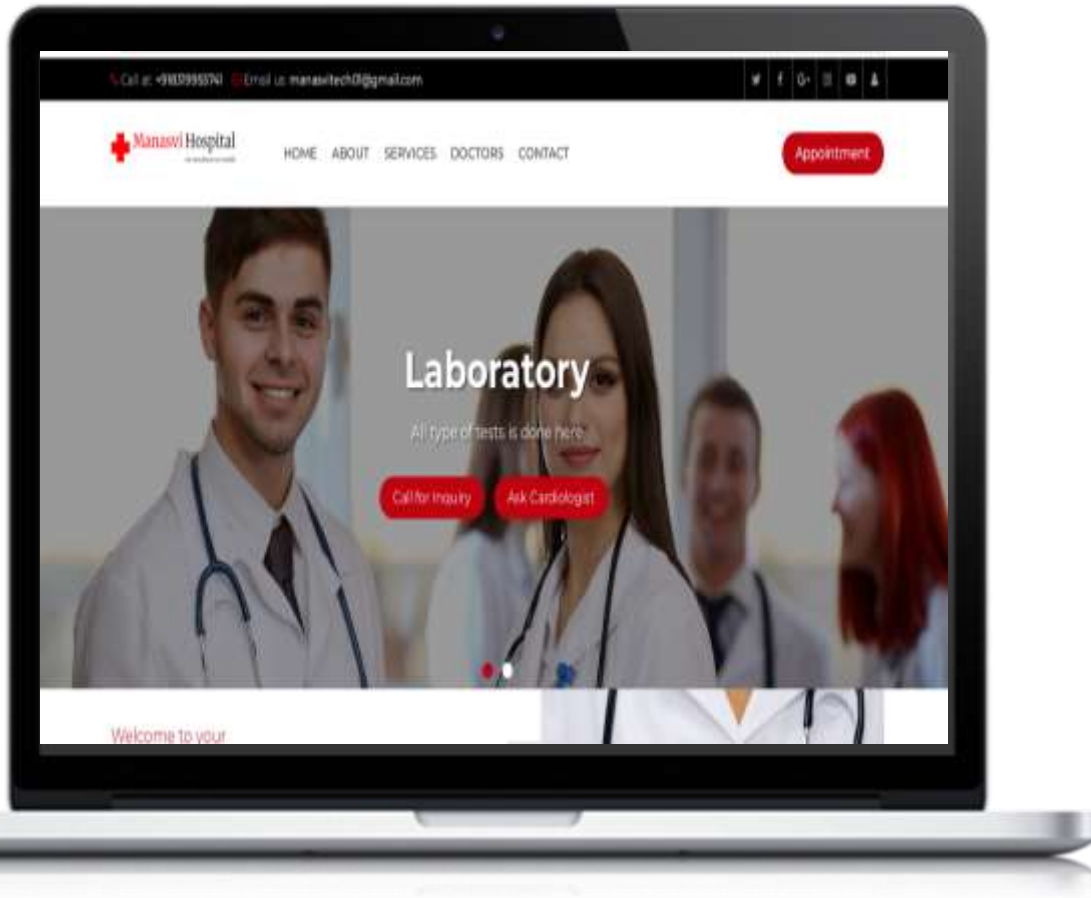 Call at: +918379955741 Email us: manasvitech01@gmail.com
Manasvi Hospital
HOME ABOUT SERVICES DOCTORS CONTACT
Appointment
Laboratory
All type of tests is done here
Call for Inquiry Ask Cardiologist
Welcome to your